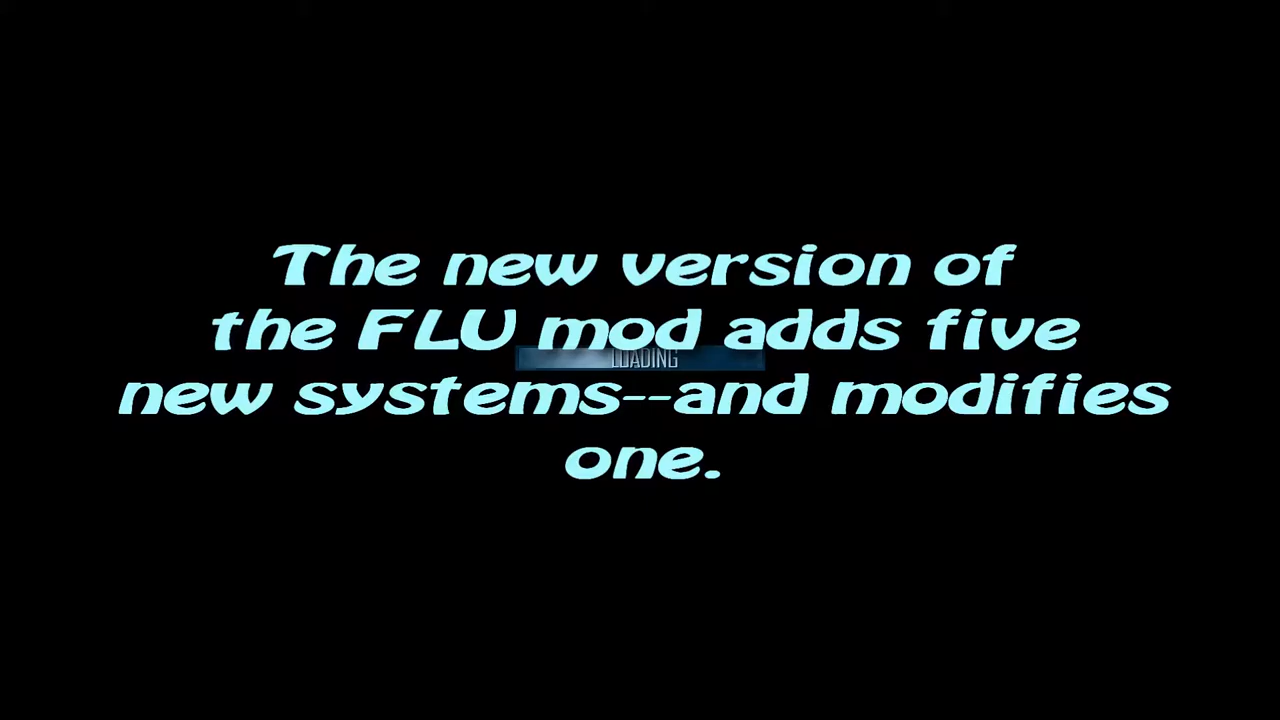 The new version of
the FLU mod adds five
LOADING
new systems--and modifies
one.